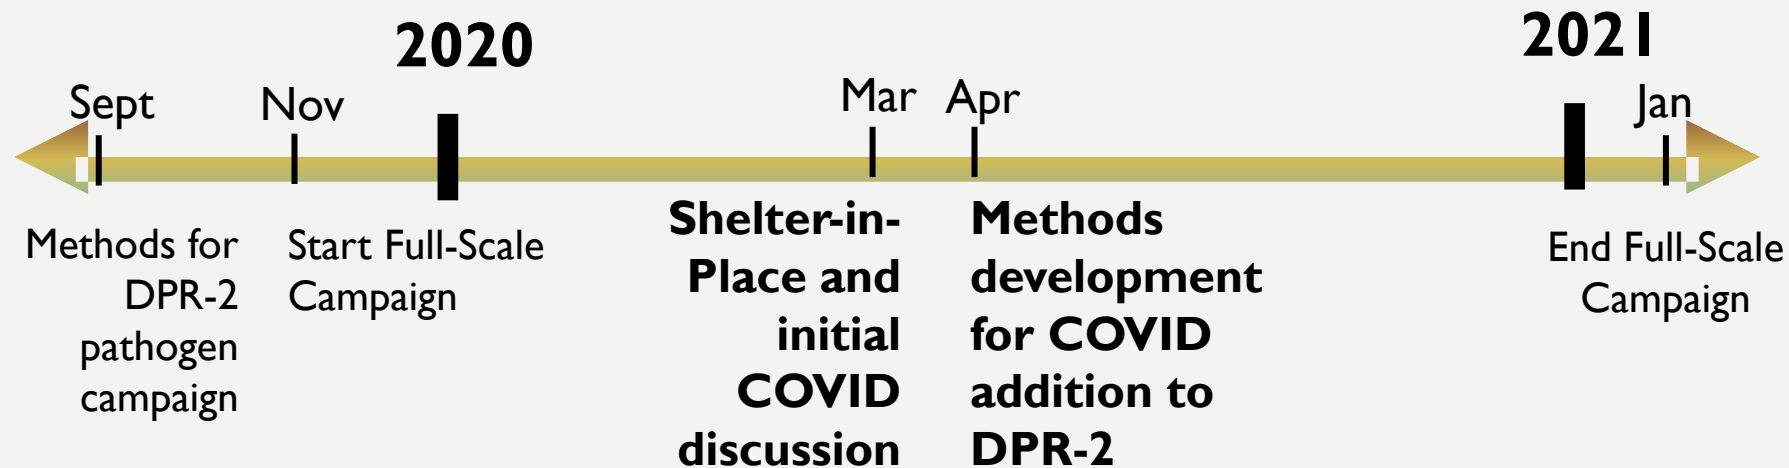 2020
2021
Sept
Nov
Mar
Apr
Jan
Methods for
DPR-2
pathogen
campaign
Start Full-Scale
Campaign
Shelter-in-
Place and
initial
COVID
discussion
Methods
development
for COVID
addition to
DPR-2
End Full-Scale
Campaign